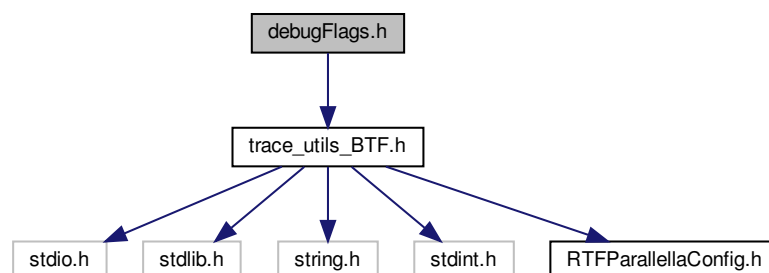 debugFlags.h
trace_utils_BTF.h
stdio.h
stdlib.h
string.h
stdint.h
RTFParallellaConfig.h